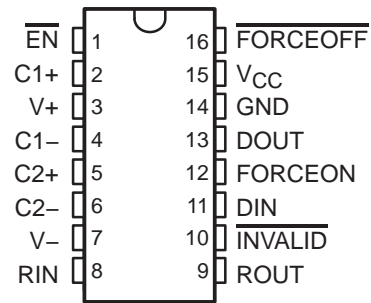 EN 1 16 FORCEOFF
C1+ 2 15 VCC
V+ 3 14 GND
C1− 4 13 DOUT
C2+ 5 12 FORCEON
C2− 6 11 DIN
V− 7 10 INVALID
RIN 8 9 ROUT